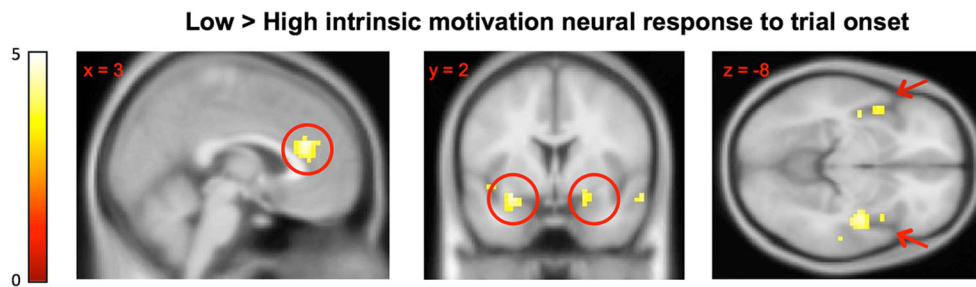 Low > High intrinsic motivation neural response to trial onset
5
0
x = 3
y = 2
z = -8